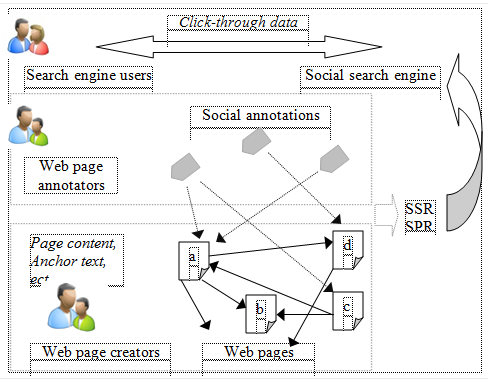 Click-through data
Search engine users
Social search engine
Social annotations
Web page
annotators
SSR
SPR
Page content,
Anchor text,
ect
a
d
b
c
Web page creators
Web pages